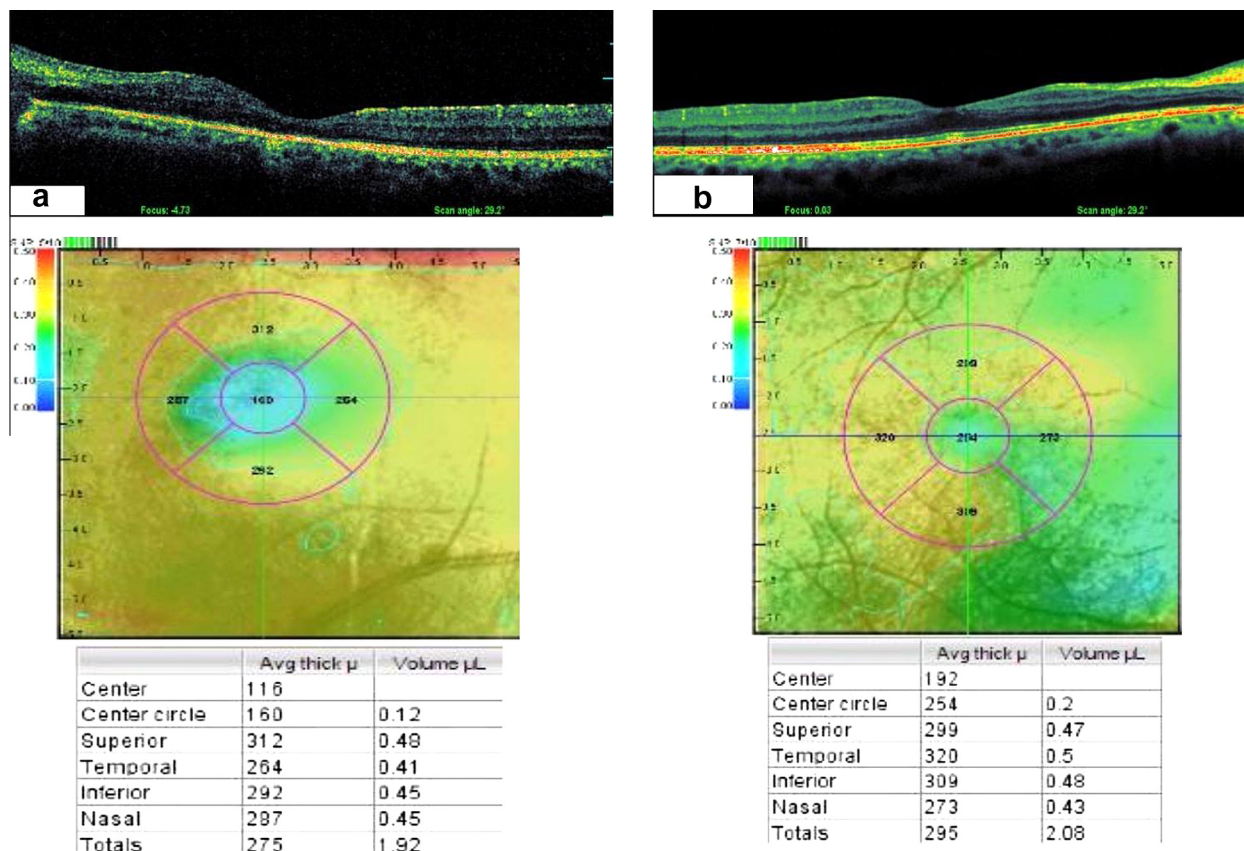 a
Focus: -4.73
Scan angle: 29.2°
b
Focus: 0.03
Scan angle: 29.2°
312
287 160 264
292
320 273
Avg thick µ Volume µL
Center 116
Center circle 160 0.12
Superior 312 0.48
Temporal 264 0.41
Inferior 292 0.45
Nasal 287 0.45
Totals 275 1.92
Avg thick µ Volume µL
Center 192
Center circle 254 0.2
Superior 299 0.47
Temporal 320 0.5
Inferior 309 0.48
Nasal 273 0.43
Totals 295 2.08